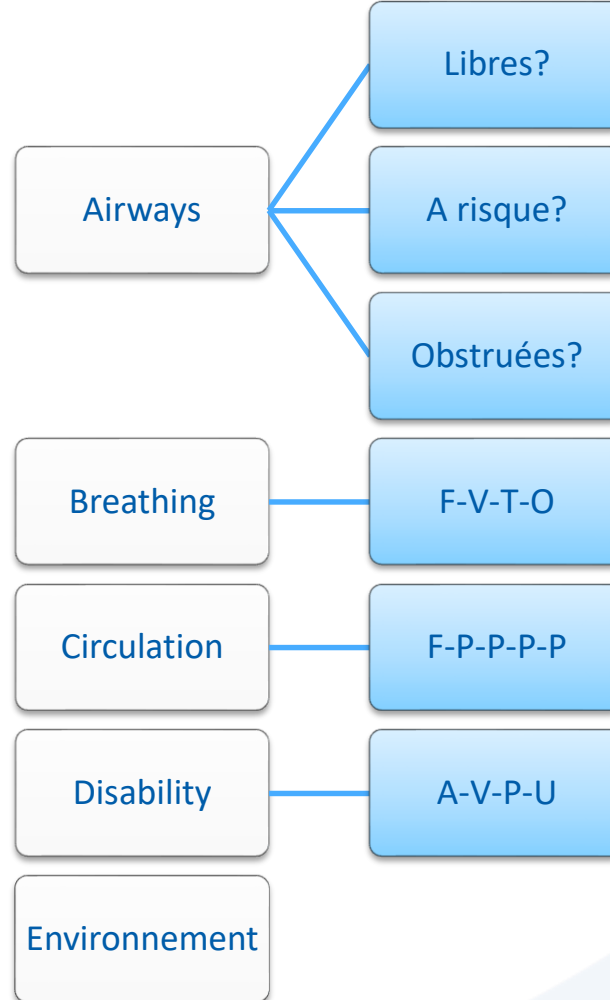 Airways
Libres?
A risque?
Obstruées?
Breathing
F-V-T-O
Circulation
F-P-P-P-P
Disability
A-V-P-U
Environnement